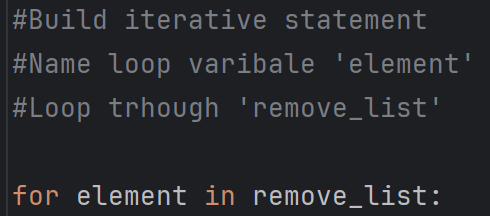 #Build iterative statement
#Name loop varibale 'element'
#Loop trhough 'remove_list'
for element in remove_list: